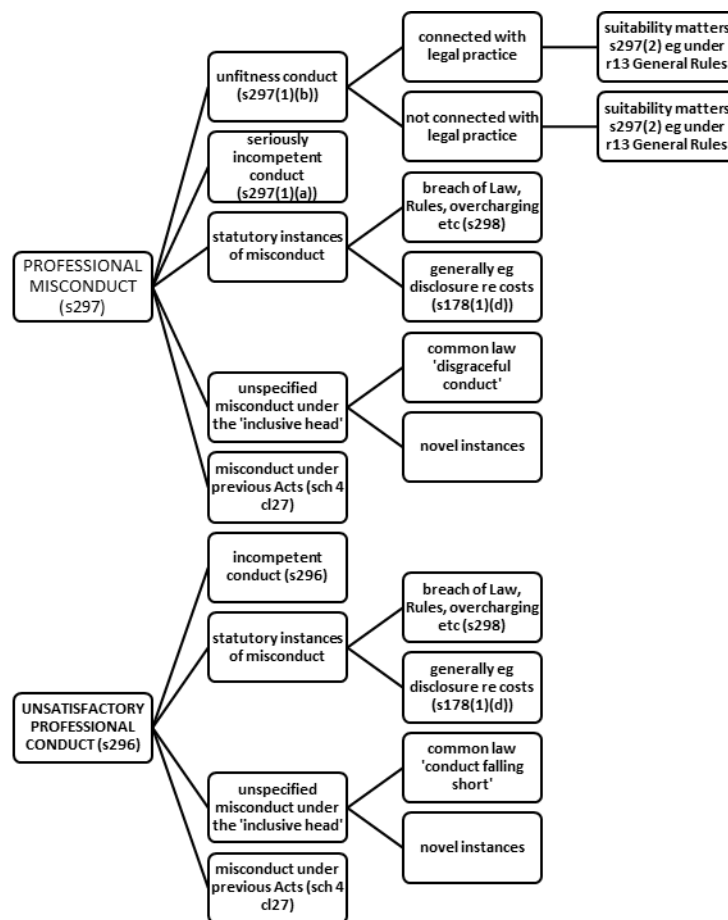 PROFESSIONAL
MISCONDUCT
(s297)
unfitness conduct
(s297(1)(b))
connected with
legal practice
suitability matters
s297(2) eg under
r13 General Rules
not connected with
legal practice
suitability matters
s297(2) eg under
r13 General Rules
seriously
incompetent
conduct
(s297(1)(a))
statutory instances
of misconduct
breach of Law,
Rules, overcharging
etc (s298)
generally eg
disclosure re costs
(s178(1)(d))
unspecified
misconduct under
the 'inclusive head'
common law
'disgraceful
conduct'
novel instances
misconduct under
previous Acts (sch 4
cl27)
UNSATISFACTORY
PROFESSIONAL
CONDUCT (s296)
incompetent
conduct (s296)
statutory instances
of misconduct
breach of Law,
Rules, overcharging
etc (s298)
generally eg
disclosure re costs
(s178(1)(d))
unspecified
misconduct under
the 'inclusive head'
common law
'conduct falling
short'
novel instances
misconduct under
previous Acts (sch 4
cl27)